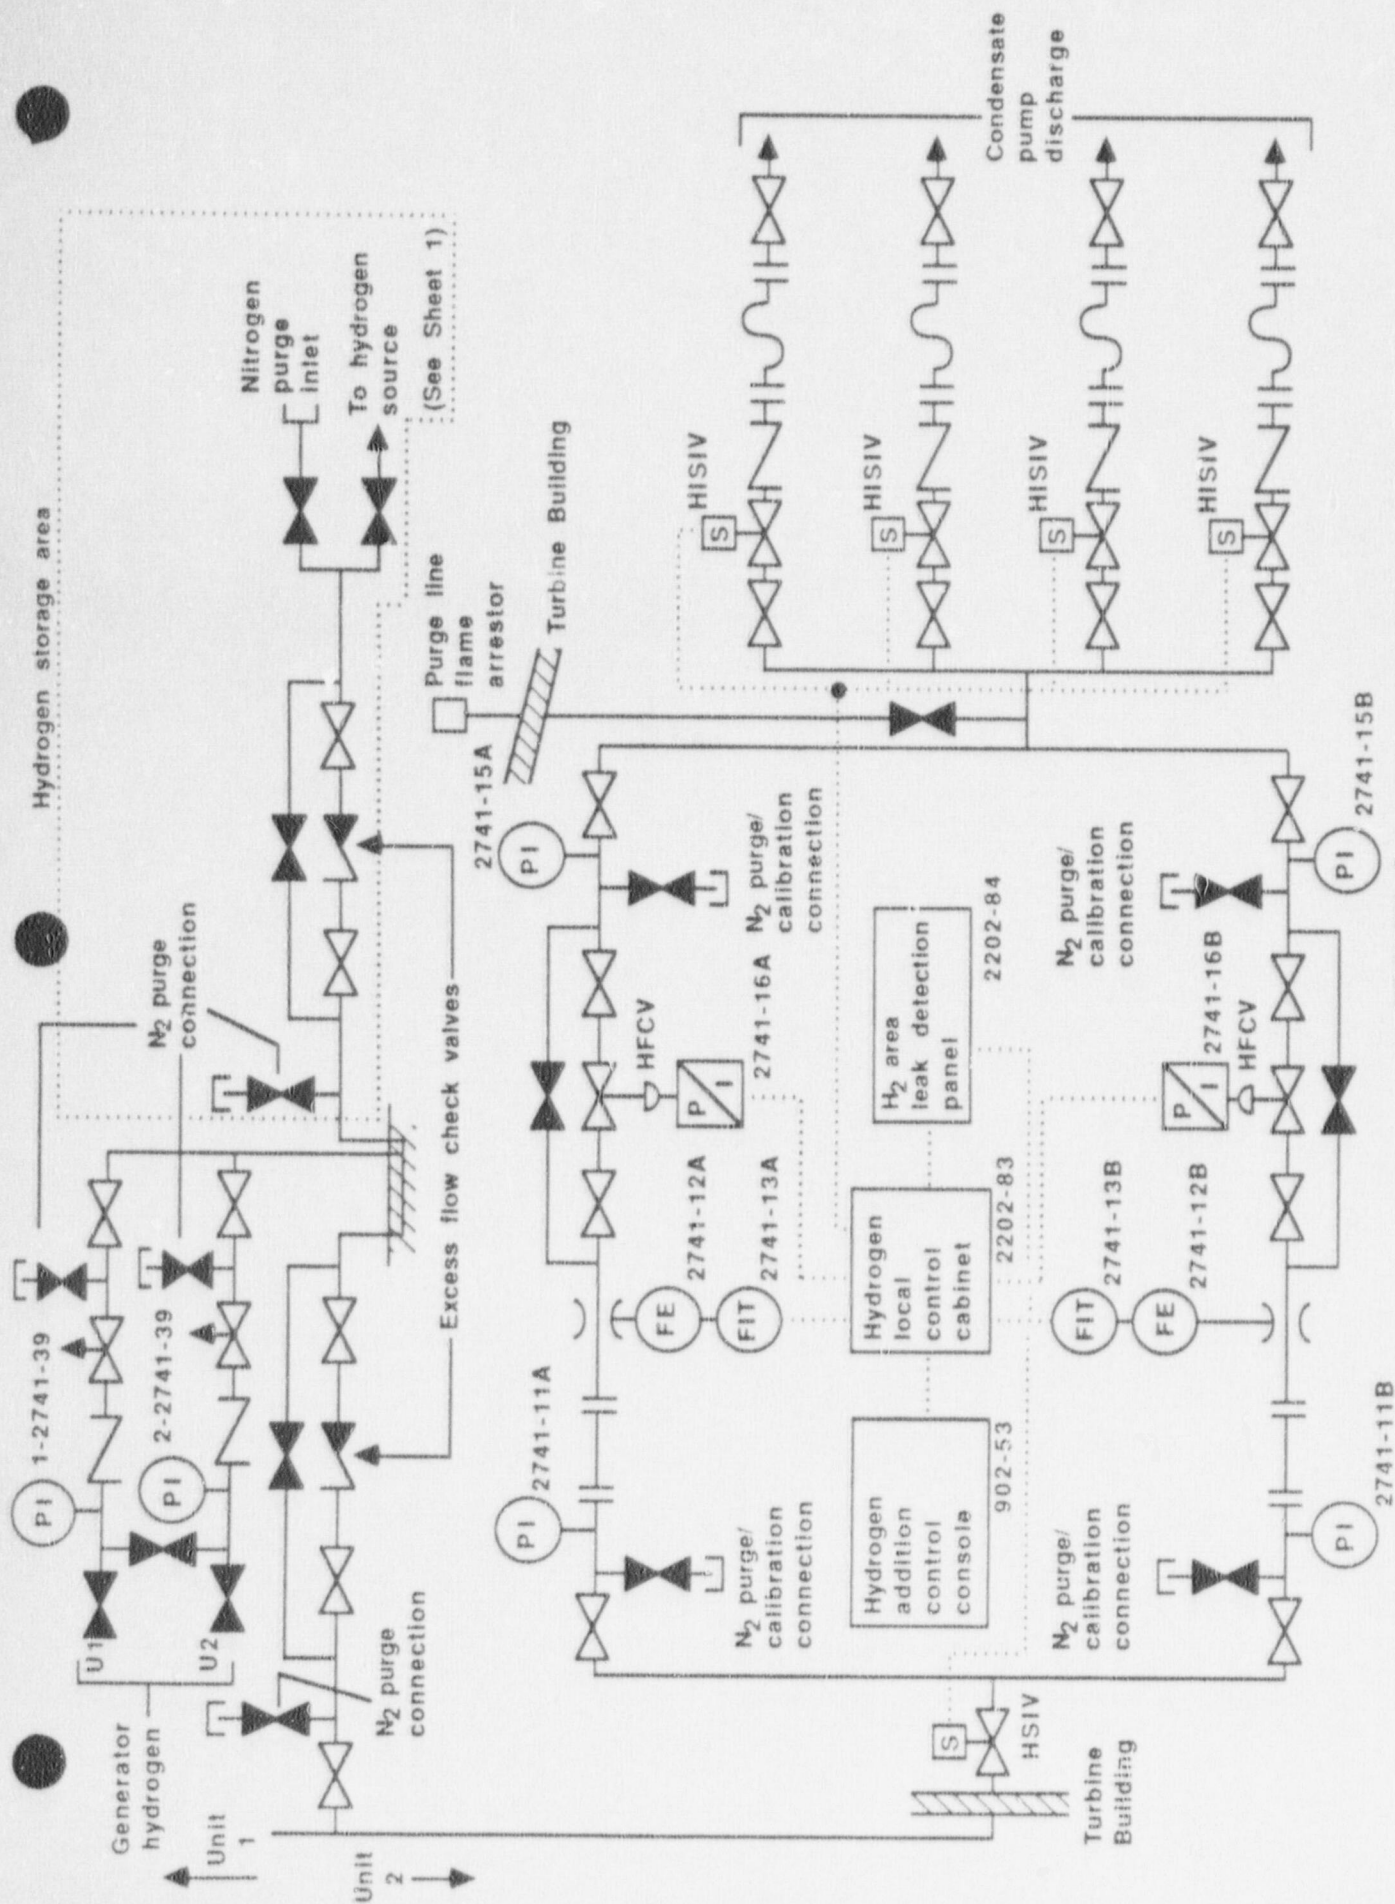 Hydrogen storage area
Nitrogen
purge
inlet
To hydrogen
source
(See Sheet 1)
N2 purge
connection
Generator
hydrogen
U1
U2
PI
1-2741-39
PI
2-2741-39
N2 purge
connection
Excess flow check valves
Unit
1
Unit
2
Purge line
flame
arrestor
Turbine Building
Condensate
pump
discharge
S
HISIV
S
HISIV
S
HISIV
S
HISIV
PI
2741-11A
N2 purge/
calibration
connection
FE
2741-12A
FIT
2741-13A
HFCV
P/I
2741-16A
PI
2741-15A
N2 purge/
calibration
connection
Hydrogen
addition
control
console
902-53
Hydrogen
local
control
cabinet
2202-83
H2 area
leak detection
panel
2202-84
S
HSIV
Turbine
Building
N2 purge/
calibration
connection
PI
2741-11B
FIT
2741-13B
FE
2741-12B
P/I
2741-16B
HFCV
N2 purge/
calibration
connection
PI
2741-15B